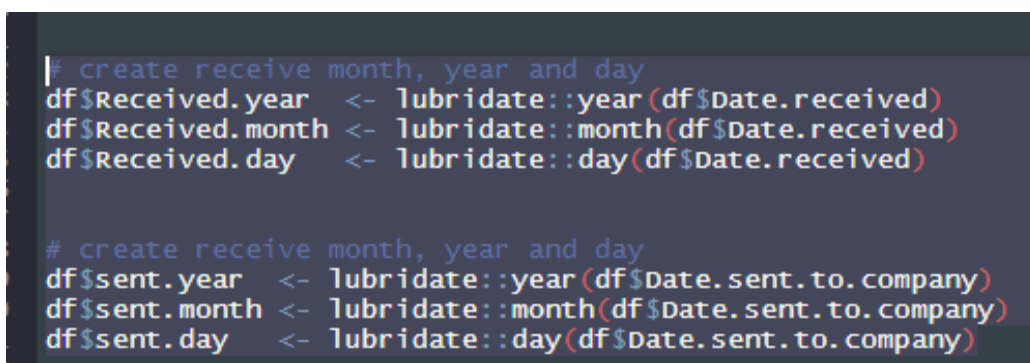 # create receive month, year and day
df$Received.year  <- lubridate::year(df$Date.received)
df$Received.month <- lubridate::month(df$Date.received)
df$Received.day   <- lubridate::day(df$Date.received)
# create receive month, year and day
df$sent.year  <- lubridate::year(df$Date.sent.to.company)
df$sent.month <- lubridate::month(df$Date.sent.to.company)
df$sent.day   <- lubridate::day(df$Date.sent.to.company)